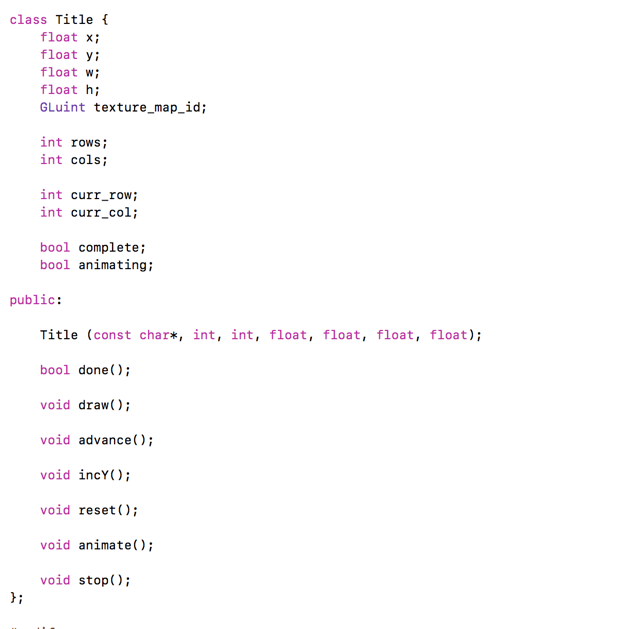 class Title {
    float x;
    float y;
    float w;
    float h;
    GLuint texture_map_id;

    int rows;
    int cols;

    int curr_row;
    int curr_col;

    bool complete;
    bool animating;

public:

    Title (const char*, int, int, float, float, float, float);

    bool done();

    void draw();

    void advance();

    void incY();

    void reset();

    void animate();

    void stop();
};